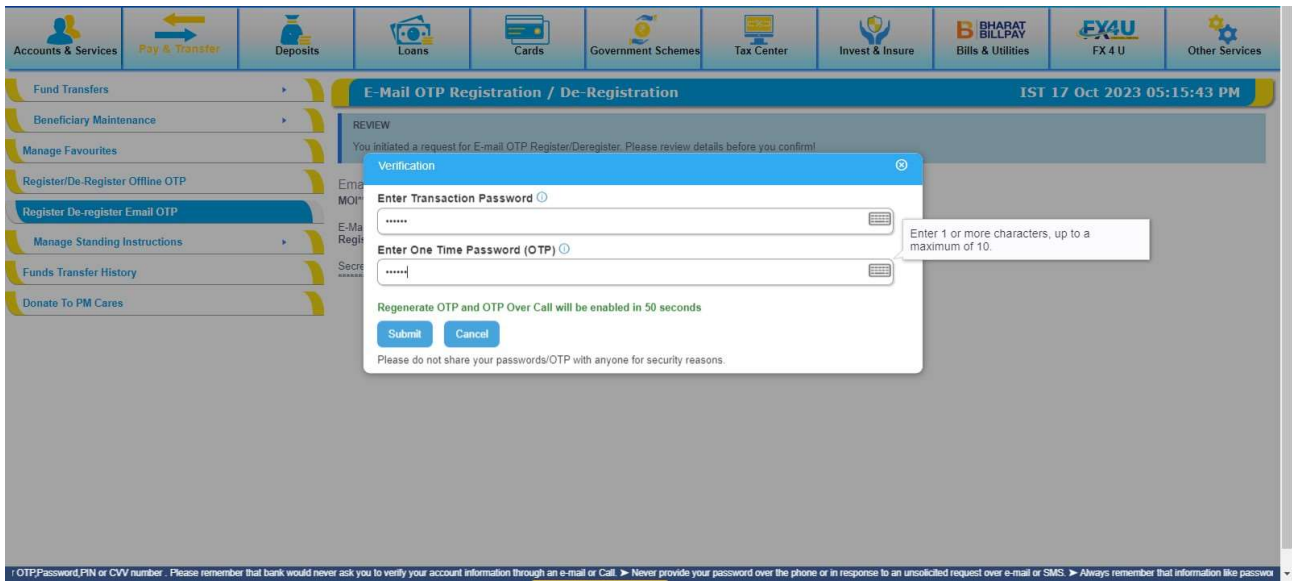 Accounts & Services
Pay & Transfer
Deposits
Loans
Cards
Government Schemes
Tax Center
Invest & Insure
B BHARAT BILLPAY
Bills & Utilities
FX4U
FX 4 U
Other Services
Fund Transfers
Beneficiary Maintenance
Manage Favourites
Register/De-Register Offline OTP
Register De-register Email OTP
Manage Standing Instructions
Funds Transfer History
Donate To PM Cares
E-Mail OTP Registration / De-Registration IST 17 Oct 2023 05:15:43 PM
REVIEW
You initiated a request for E-mail OTP Register/Deregister. Please review details before you confirm!
Verification
Enter Transaction Password
••••••
Enter 1 or more characters, up to a
maximum of 10.
Enter One Time Password (OTP)
••••••
Regenerate OTP and OTP Over Call will be enabled in 50 seconds
Submit Cancel
Please do not share your passwords/OTP with anyone for security reasons.
OTP,Password,PIN or CVV number . Please remember that bank would never ask you to verify your account information through an e-mail or Call. ➤ Never provide your password over the phone or in response to an unsolicited request over e-mail or SMS. ➤ Always remember that information like